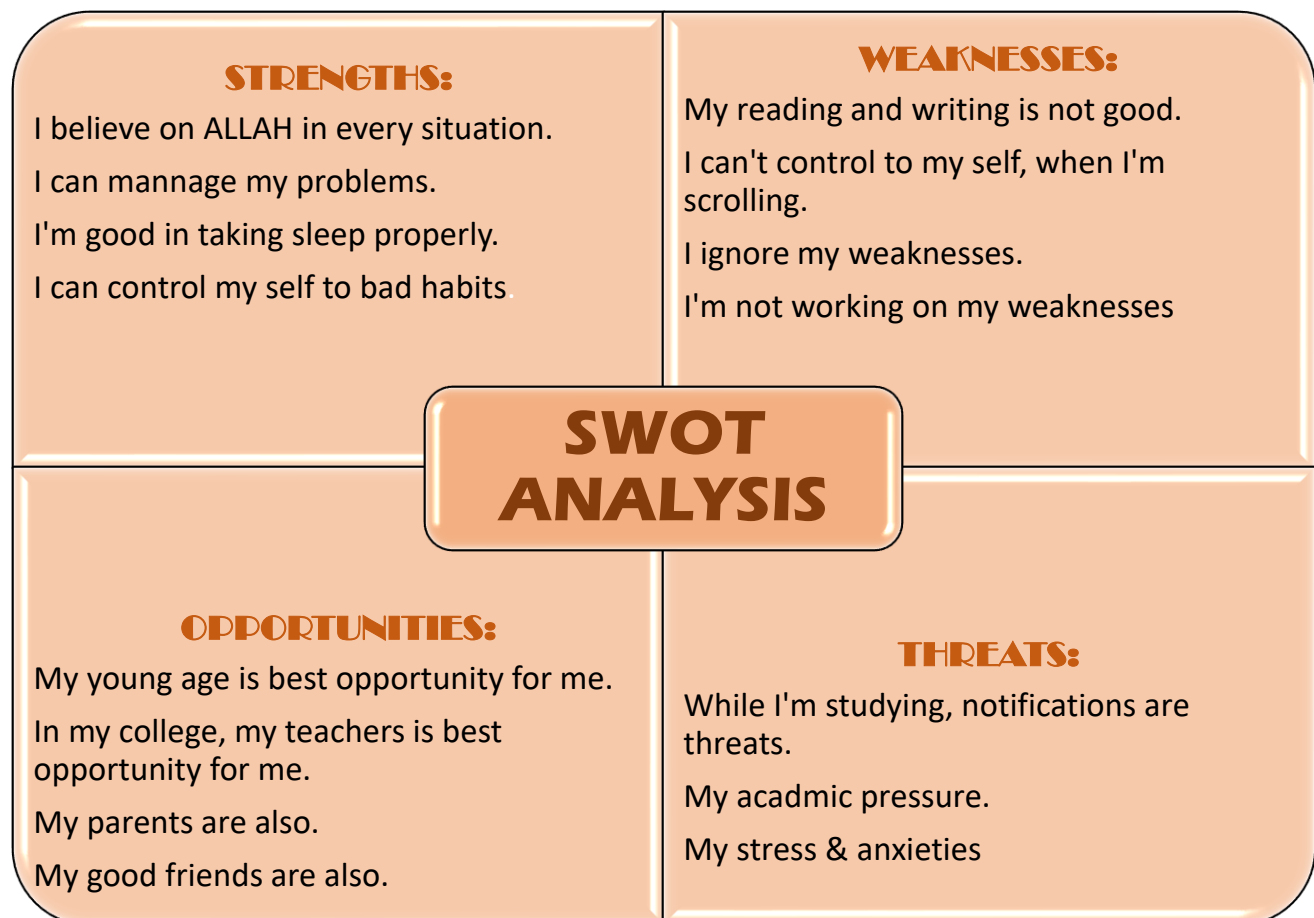 STRENGTHS:
I believe on ALLAH in every situation.
I can mannage my problems.
I'm good in taking sleep properly.
I can control my self to bad habits.
WEAKNESSES:
My reading and writing is not good.
I can't control to my self, when I'm
scrolling.
I ignore my weaknesses.
I'm not working on my weaknesses
SWOT
ANALYSIS
OPPORTUNITIES:
My young age is best opportunity for me.
In my college, my teachers is best
opportunity for me.
My parents are also.
My good friends are also.
THREATS:
While I'm studying, notifications are
threats.
My acadmic pressure.
My stress & anxieties